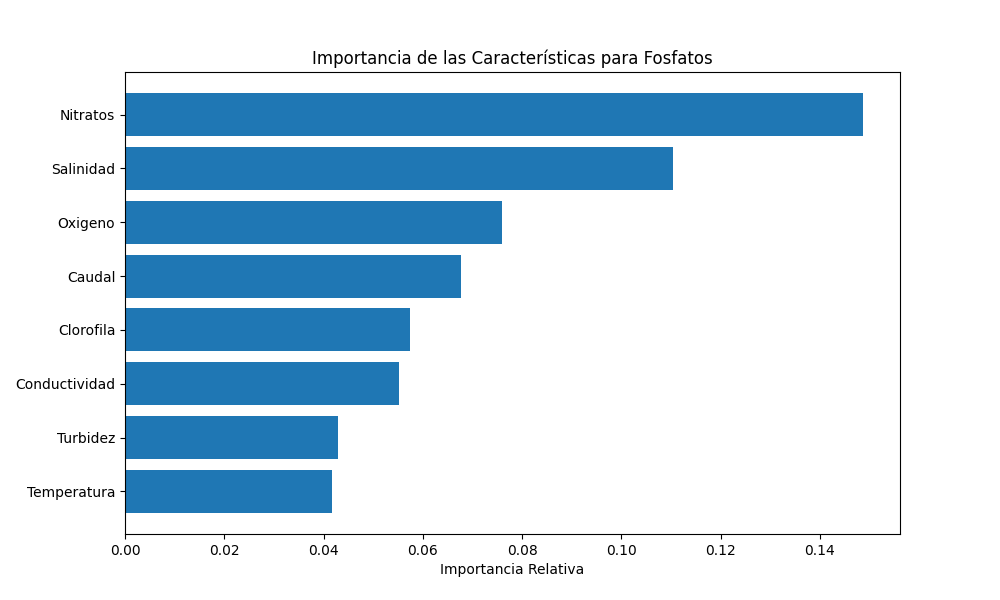 Importancia de las Características para Fosfatos
Nitratos
Salinidad
Oxigeno
Caudal
Clorofila
Conductividad
Turbidez
Temperatura
0.00 0.02 0.04 0.06 0.08 0.10 0.12 0.14
Importancia Relativa